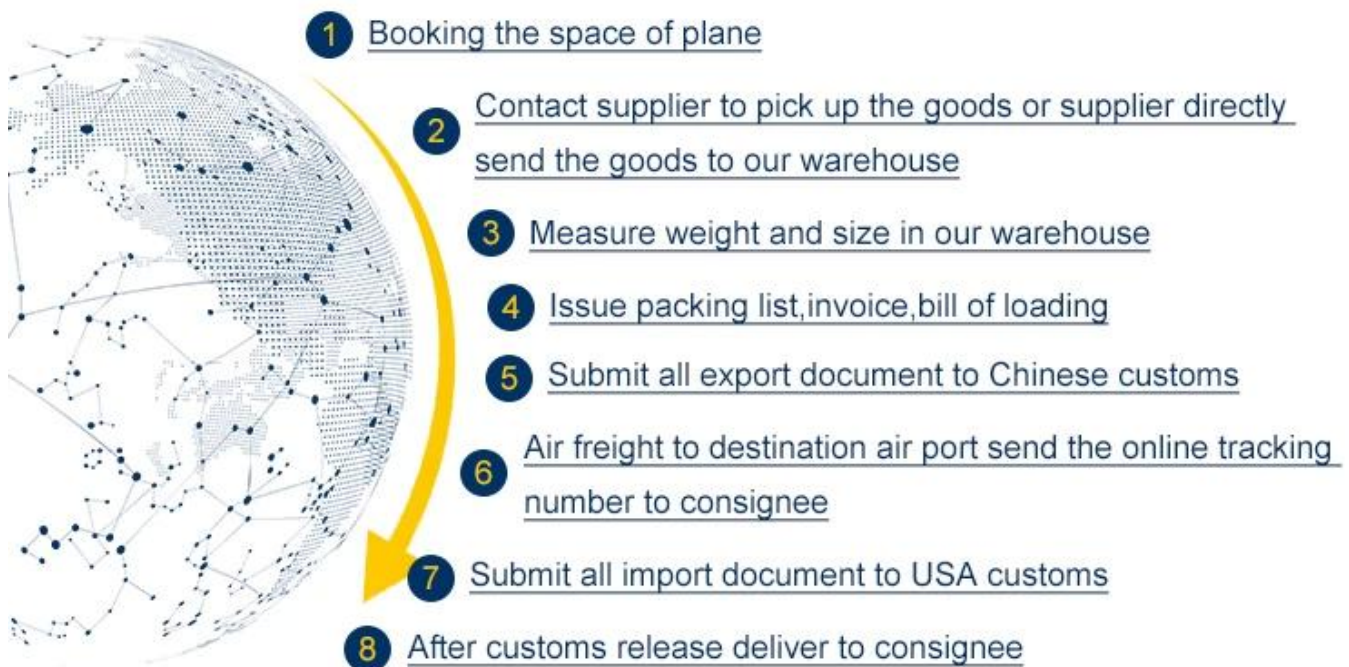 1 Booking the space of plane
2 Contact supplier to pick up the goods or supplier directly
send the goods to our warehouse
3 Measure weight and size in our warehouse
4 Issue packing list,invoice,bill of loading
5 Submit all export document to Chinese customs
6 Air freight to destination air port send the online tracking
number to consignee
7 Submit all import document to USA customs
8 After customs release deliver to consignee